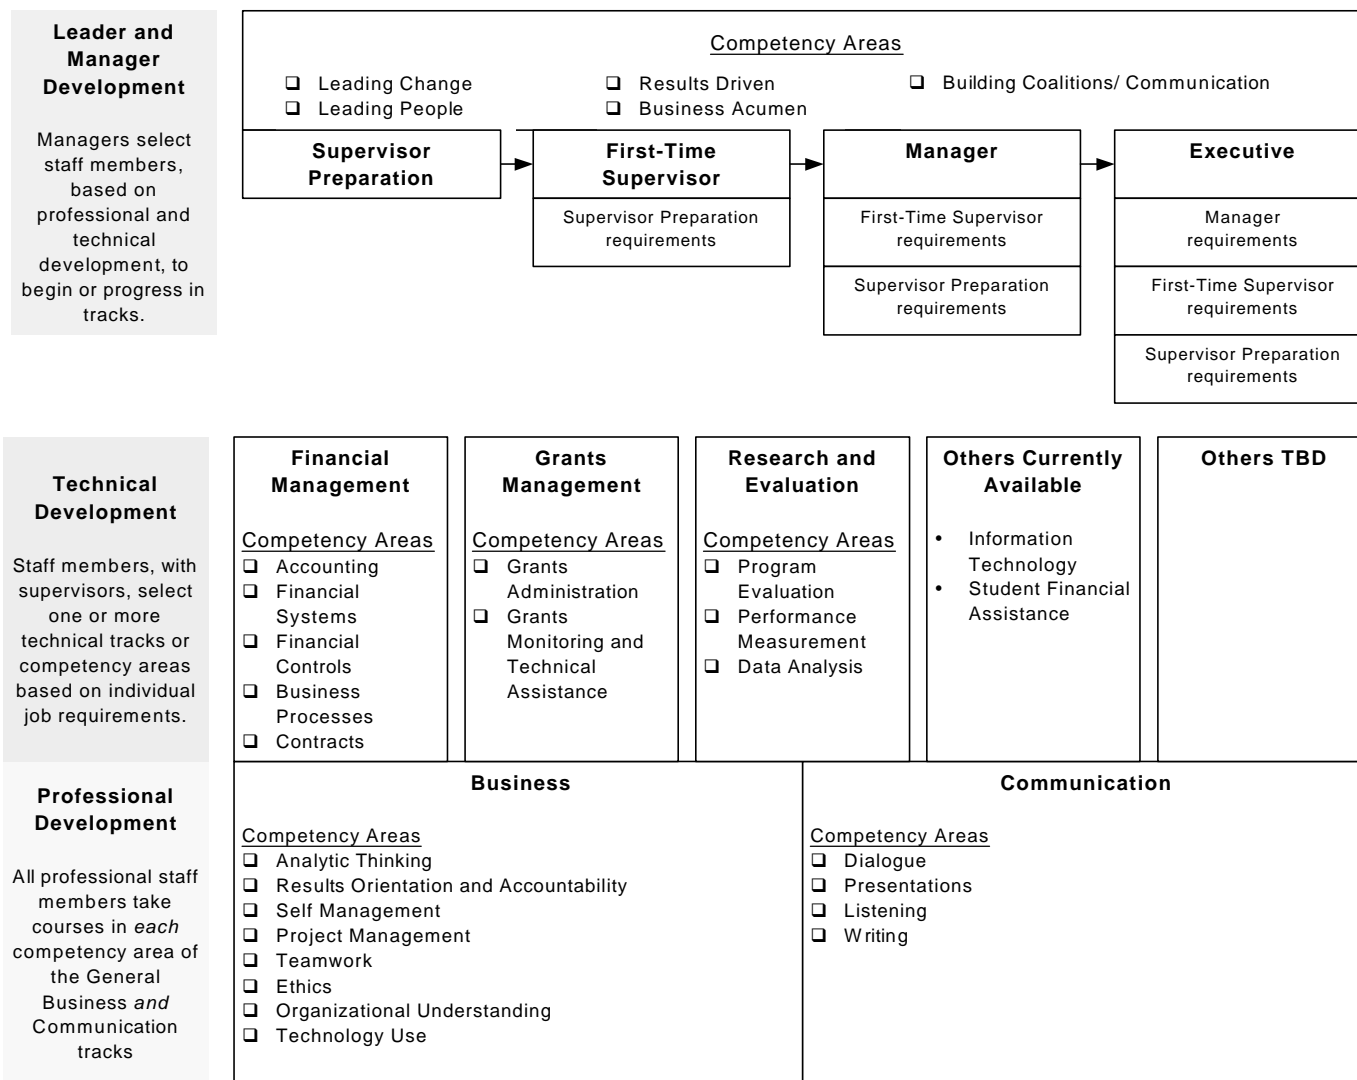 Leader and
Manager
Development
Managers select
staff members,
based on
professional and
technical
development, to
begin or progress in
tracks.
Competency Areas
❑ Leading Change
❑ Leading People
❑ Results Driven
❑ Business Acumen
❑ Building Coalitions/ Communication
Supervisor
Preparation
First-Time
Supervisor
Supervisor Preparation
requirements
Manager
First-Time Supervisor
requirements
Supervisor Preparation
requirements
Executive
Manager
requirements
First-Time Supervisor
requirements
Supervisor Preparation
requirements
Technical
Development
Staff members, with
supervisors, select
one or more
technical tracks or
competency areas
based on individual
job requirements.
Financial
Management
Competency Areas
❑ Accounting
❑ Financial
Systems
❑ Financial
Controls
❑ Business
Processes
❑ Contracts
Grants
Management
Competency Areas
❑ Grants
Administration
❑ Grants
Monitoring and
Technical
Assistance
Research and
Evaluation
Competency Areas
❑ Program
Evaluation
❑ Performance
Measurement
❑ Data Analysis
Others Currently
Available
• Information
Technology
• Student Financial
Assistance
Others TBD
Professional
Development
All professional staff
members take
courses in each
competency area of
the General
Business and
Communication
tracks
Business
Competency Areas
❑ Analytic Thinking
❑ Results Orientation and Accountability
❑ Self Management
❑ Project Management
❑ Teamwork
❑ Ethics
❑ Organizational Understanding
❑ Technology Use
Communication
Competency Areas
❑ Dialogue
❑ Presentations
❑ Listening
❑ Writing